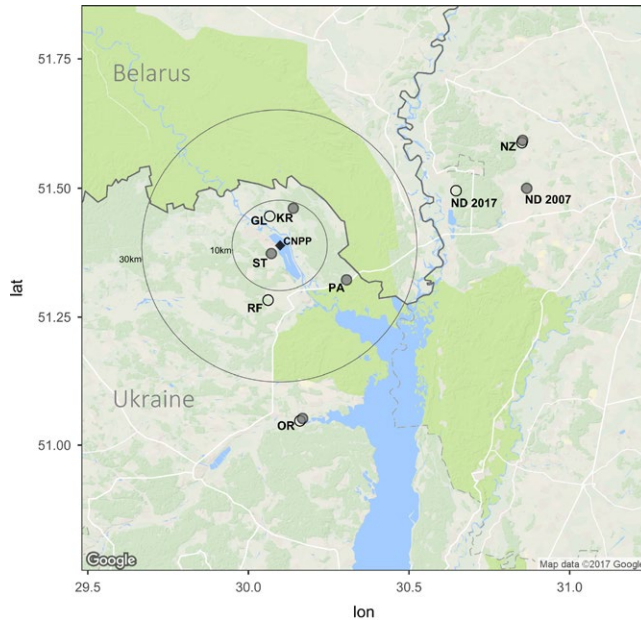 51.75
Belarus
NZ
51.50
ND 2017
ND 2007
GL
KR
CNPP
10km
30km
ST
PA
lat
51.25
RF
Ukraine
OR
51.00
Google
Map data ©2017 Google
29.5
30.0
30.5
31.0
lon